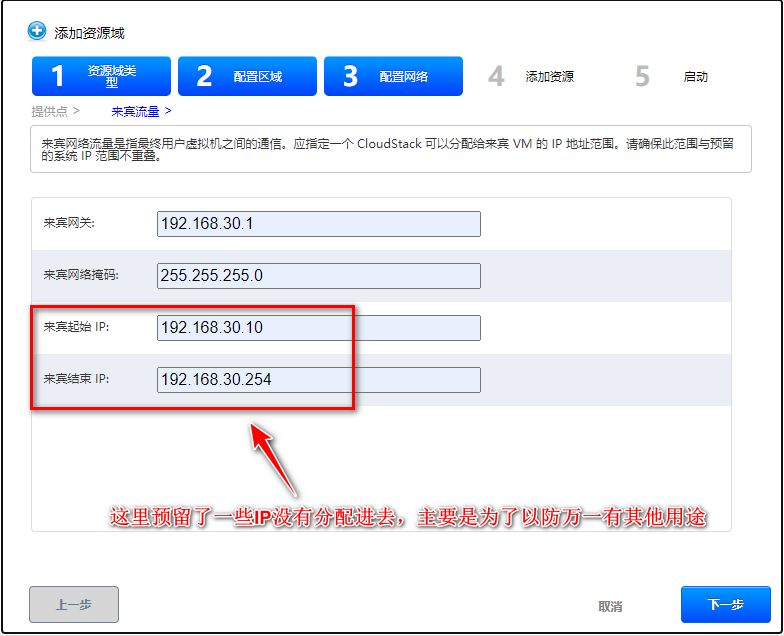 添加资源域
1 资源域类
型
2 配置区域
3 配置网络
4 添加资源
5 启动
提供点 > 来宾流量 >
来宾网络流量是指最终用户虚拟机之间的通信。应指定一个 CloudStack 可以分配给来宾 VM 的 IP 地址范围。请确保此范围与预留
的系统 IP 范围不重叠。
来宾网关: 192.168.30.1
来宾网络掩码: 255.255.255.0
来宾起始 IP: 192.168.30.10
来宾结束 IP: 192.168.30.254
这里预留了一些IP没有分配进去，主要是为了以防万一有其他用途
上一步 取消 下一步